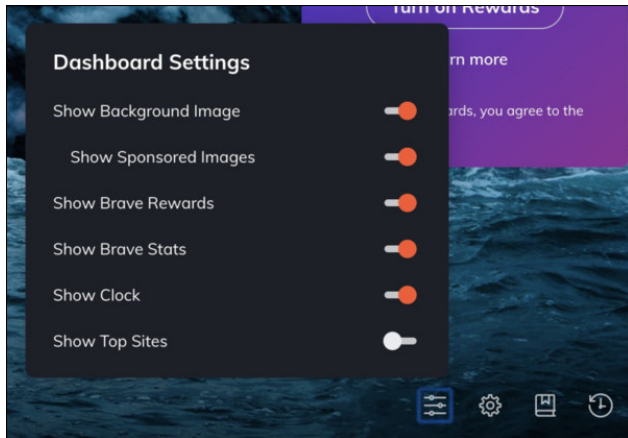 Turn on Rewards
Dashboard Settings
rn more
Show Background Image
ards, you agree to the
Show Sponsored Images
Show Brave Rewards
Show Brave Stats
Show Clock
Show Top Sites